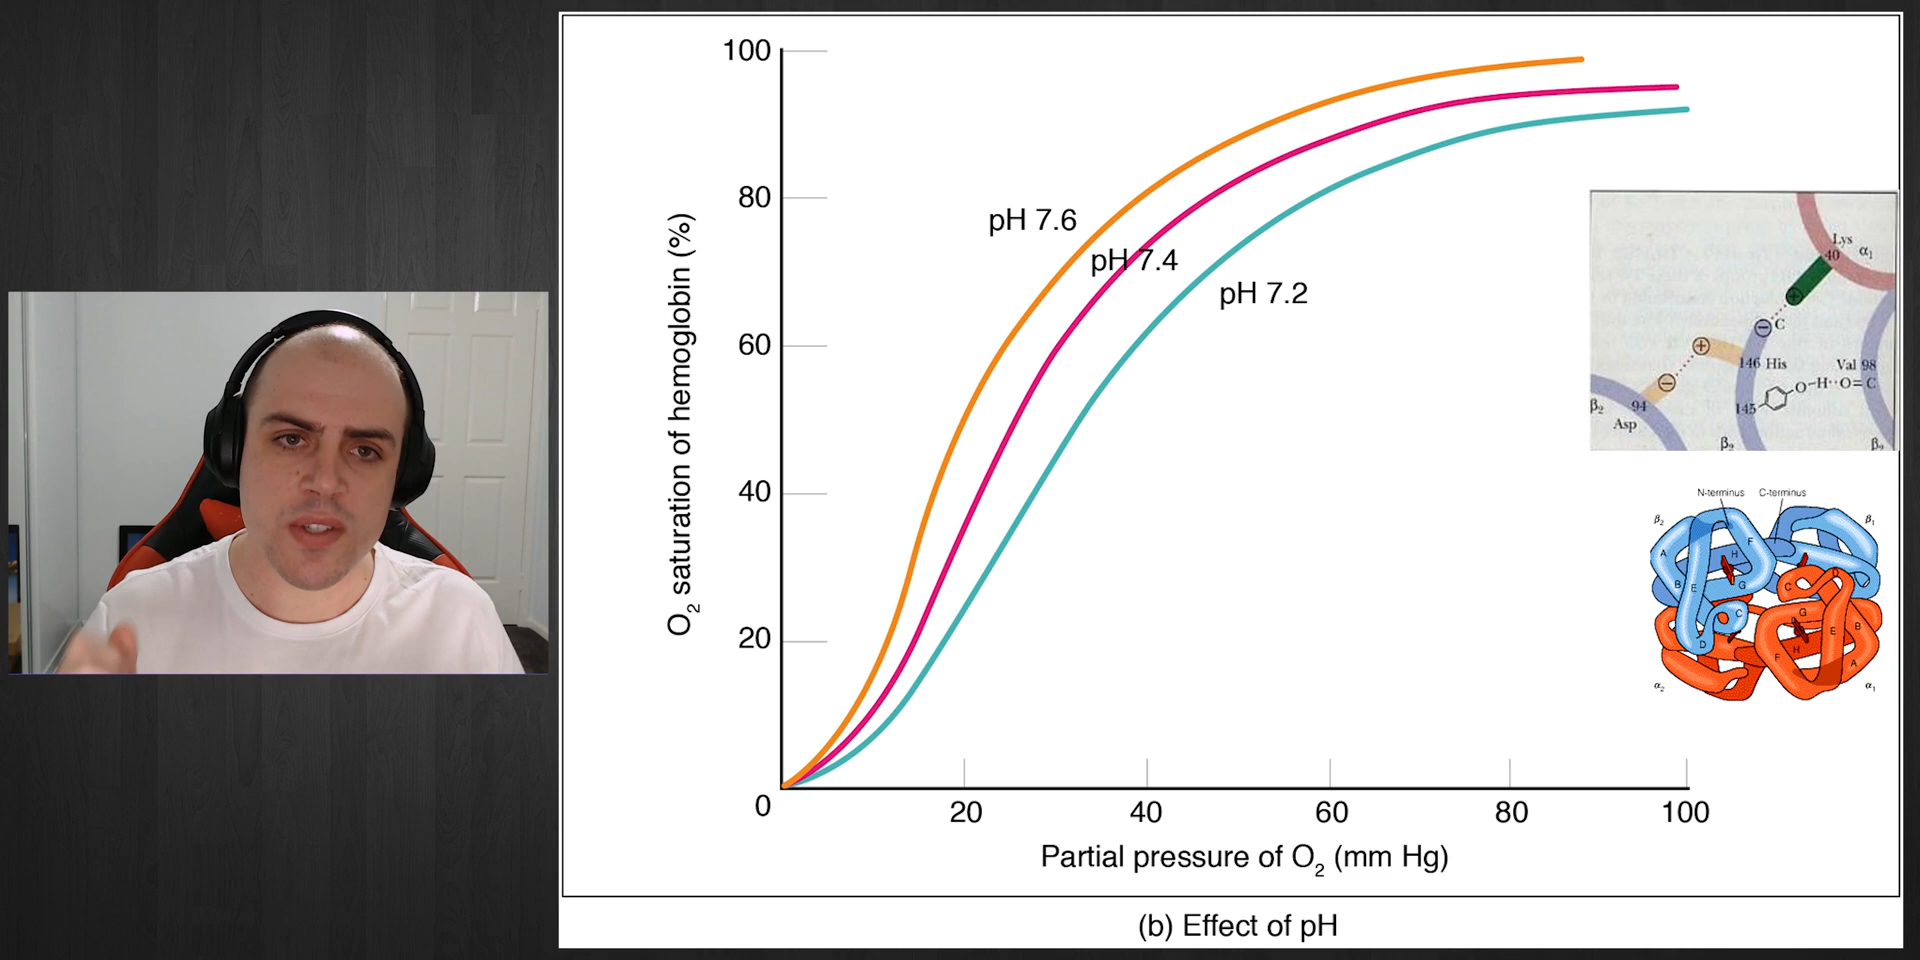 100
80
60
40
20
0
20
40
60
80
100
O₂ saturation of hemoglobin (%)
pH 7.6
pH 7.4
pH 7.2
Partial pressure of O₂ (mm Hg)
(b) Effect of pH
Lys
40
α₁
C
146 His
Val 98
O–H··O=C
145
β₂
94
Asp
β₂
β₂
N-terminus
C-terminus
β₂
β₁
A
H
F
B
E
G
C
D
C
D
G
B
E
H
F
A
α₂
α₁